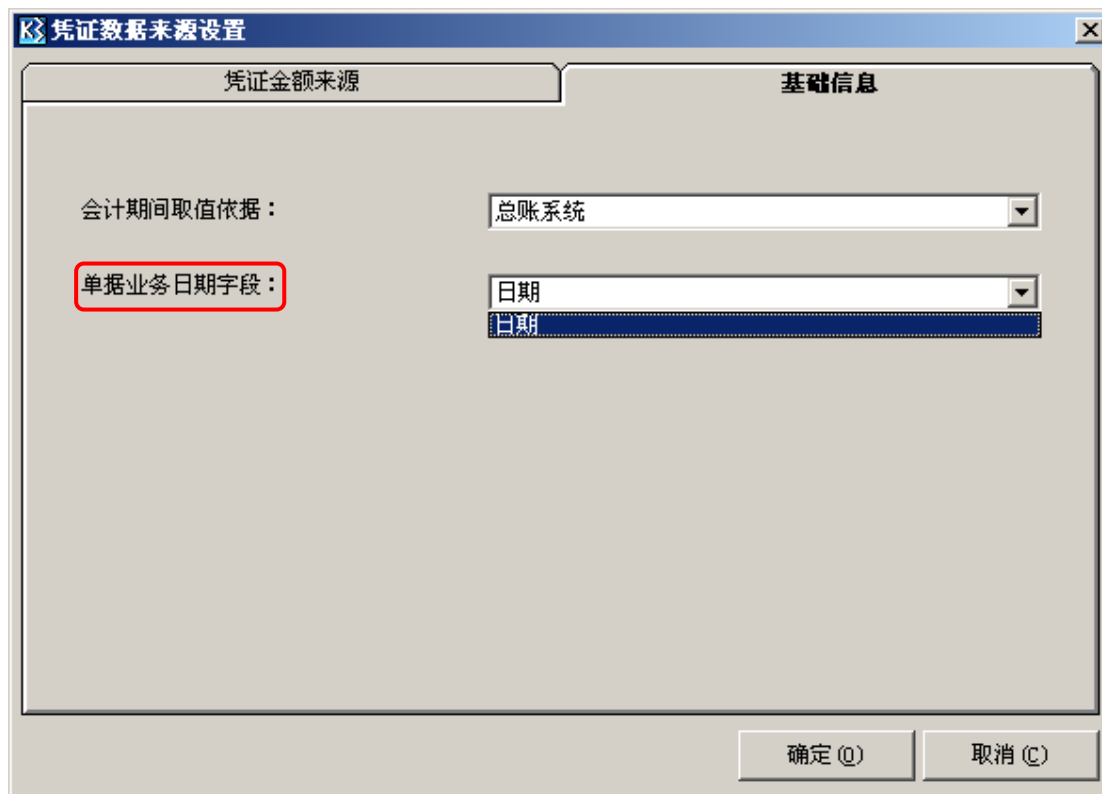 K3 凭证数据来源设置
凭证金额来源 基础信息
会计期间取值依据： 总账系统
单据业务日期字段： 日期
日期
确定(O) 取消(C)